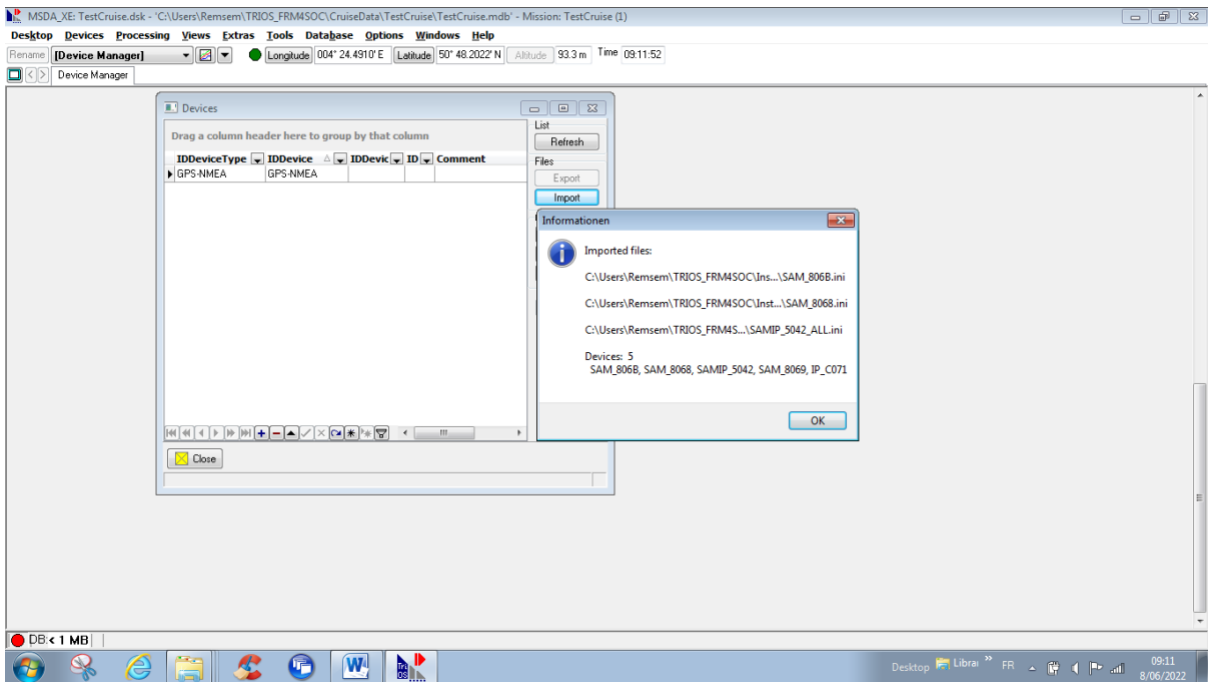 MSDA_XE: TestCruise.dsk - 'C:\Users\Remsem\TRIOS_FRM4SOC\CruiseData\TestCruise\TestCruise.mdb' - Mission: TestCruise (1)
Desktop Devices Processing Views Extras Tools Database Options Windows Help
Rename [Device Manager] Longitude 004° 24.4910' E Latitude 50° 48.2022' N Altitude 93.3 m Time 09:11:52
Device Manager
Devices
Drag a column header here to group by that column
List
Refresh
IDDeviceType IDDevice IDDevic ID Comment
Files
GPS-NMEA GPS-NMEA
Export
Import
Informationen
Imported files:
C:\Users\Remsem\TRIOS_FRM4SOC\Ins...\SAM_806B.ini
C:\Users\Remsem\TRIOS_FRM4SOC\Inst...\SAM_8068.ini
C:\Users\Remsem\TRIOS_FRM4S...\SAMIP_5042_ALL.ini
Devices: 5
SAM_806B, SAM_8068, SAMIP_5042, SAM_8069, IP_C071
OK
Close
DB:< 1 MB
Desktop Librai » FR 09:11
8/06/2022